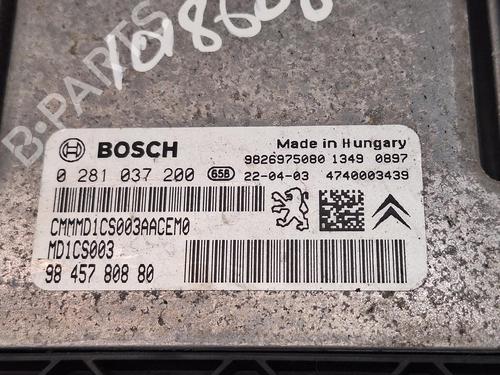 B-PARTS
BOSCH
Made in Hungary
9826975080 1349 0897
0 281 037 200 658 22-04-03 4740003439
CMMMD1CS003AACEM0
MD1CS003
98 457 808 80